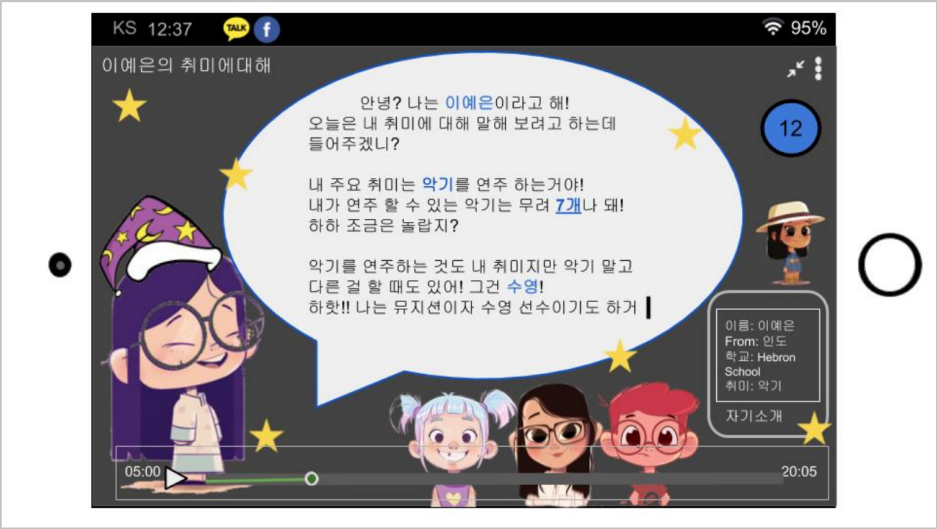 KS 12:37 TALK f 95%
이예은의 취미에대해
12
안녕? 나는 이예은이라고 해!
오늘은 내 취미에 대해 말해 보려고 하는데
들어주겠니?
내 주요 취미는 악기를 연주 하는거야!
내가 연주 할 수 있는 악기는 무려 7개나 돼!
하하 조금은 놀랍지?
악기를 연주하는 것도 내 취미지만 악기 말고
다른 걸 할 때도 있어! 그건 수영!
하핫!! 나는 뮤지션이자 수영 선수이기도 하거
이름: 이예은
From: 인도
학교: Hebron
School
취미: 악기
자기소개
05:00 20:05